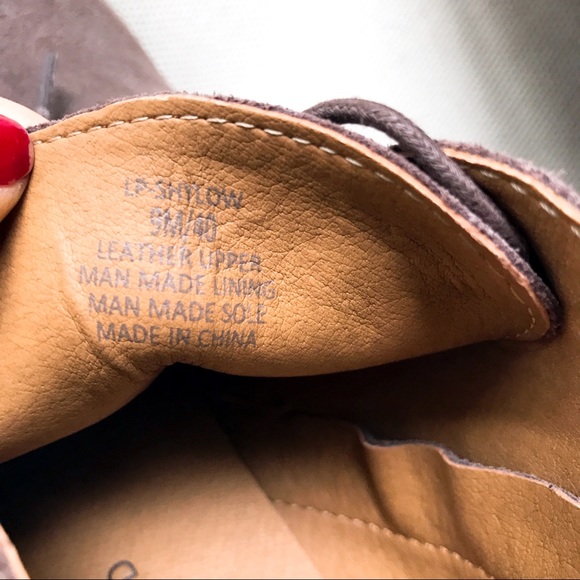 LP-SHYLOW
9M/40
LEATHER UPPER
MAN MADE LINING
MAN MADE SOLE
MADE IN CHINA